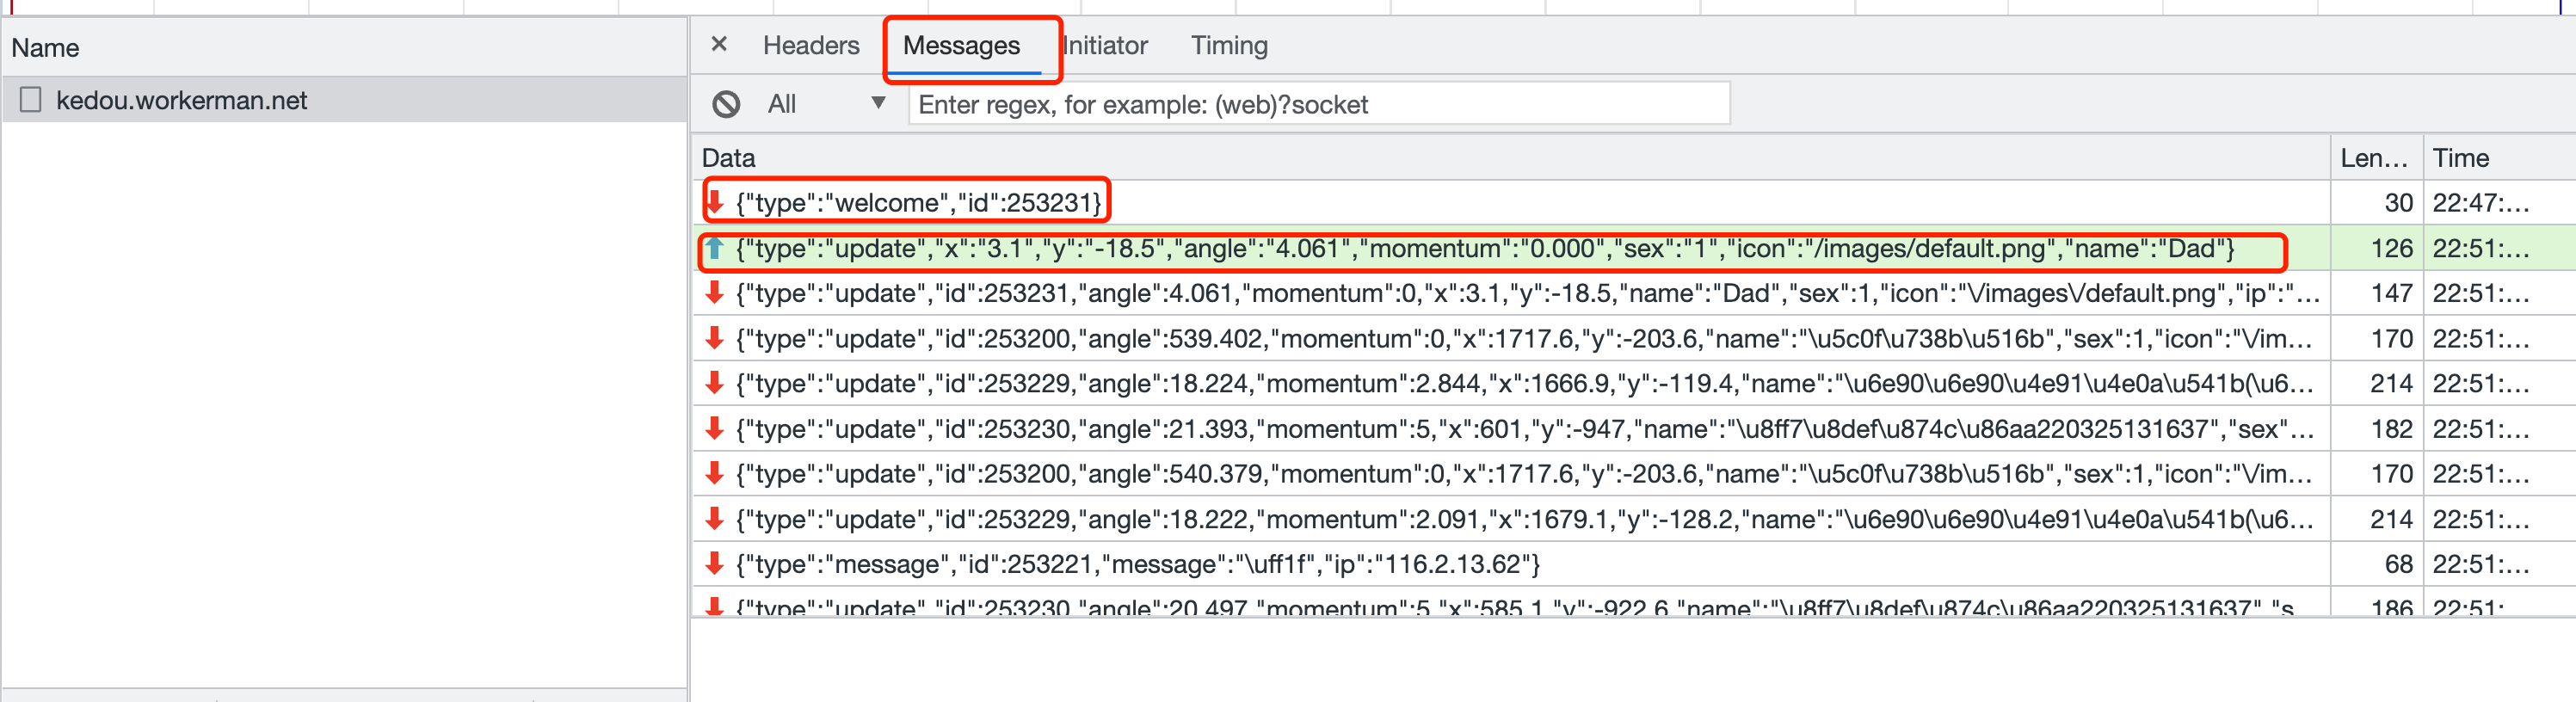 Name
kedou.workerman.net
Headers Messages Initiator Timing
All Enter regex, for example: (web)?socket
Data Len... Time
{"type":"welcome","id":253231} 30 22:47:...
{"type":"update","x":"3.1","y":"-18.5","angle":"4.061","momentum":"0.000","sex":"1","icon":"/images/default.png","name":"Dad"} 126 22:51:...
{"type":"update","id":253231,"angle":4.061,"momentum":0,"x":3.1,"y":-18.5,"name":"Dad","sex":1,"icon":"\/images\/default.png","ip":"... 147 22:51:...
{"type":"update","id":253200,"angle":539.402,"momentum":0,"x":1717.6,"y":-203.6,"name":"\u5c0f\u738b\u516b","sex":1,"icon":"\/im... 170 22:51:...
{"type":"update","id":253229,"angle":18.224,"momentum":2.844,"x":1666.9,"y":-119.4,"name":"\u6e90\u6e90\u4e91\u4e0a\u541b(\u6... 214 22:51:...
{"type":"update","id":253230,"angle":21.393,"momentum":5,"x":601,"y":-947,"name":"\u8ff7\u8def\u874c\u86aa220325131637","sex"... 182 22:51:...
{"type":"update","id":253200,"angle":540.379,"momentum":0,"x":1717.6,"y":-203.6,"name":"\u5c0f\u738b\u516b","sex":1,"icon":"\/im... 170 22:51:...
{"type":"update","id":253229,"angle":18.222,"momentum":2.091,"x":1679.1,"y":-128.2,"name":"\u6e90\u6e90\u4e91\u4e0a\u541b(\u6... 214 22:51:...
{"type":"message","id":253221,"message":"\uff1f","ip":"116.2.13.62"} 68 22:51:...
{"type":"update","id":253230,"angle":20.497,"momentum":5,"x":585.1,"y":-922.6,"name":"\u8ff7\u8def\u874c\u86aa220325131637","s 186 22:51: